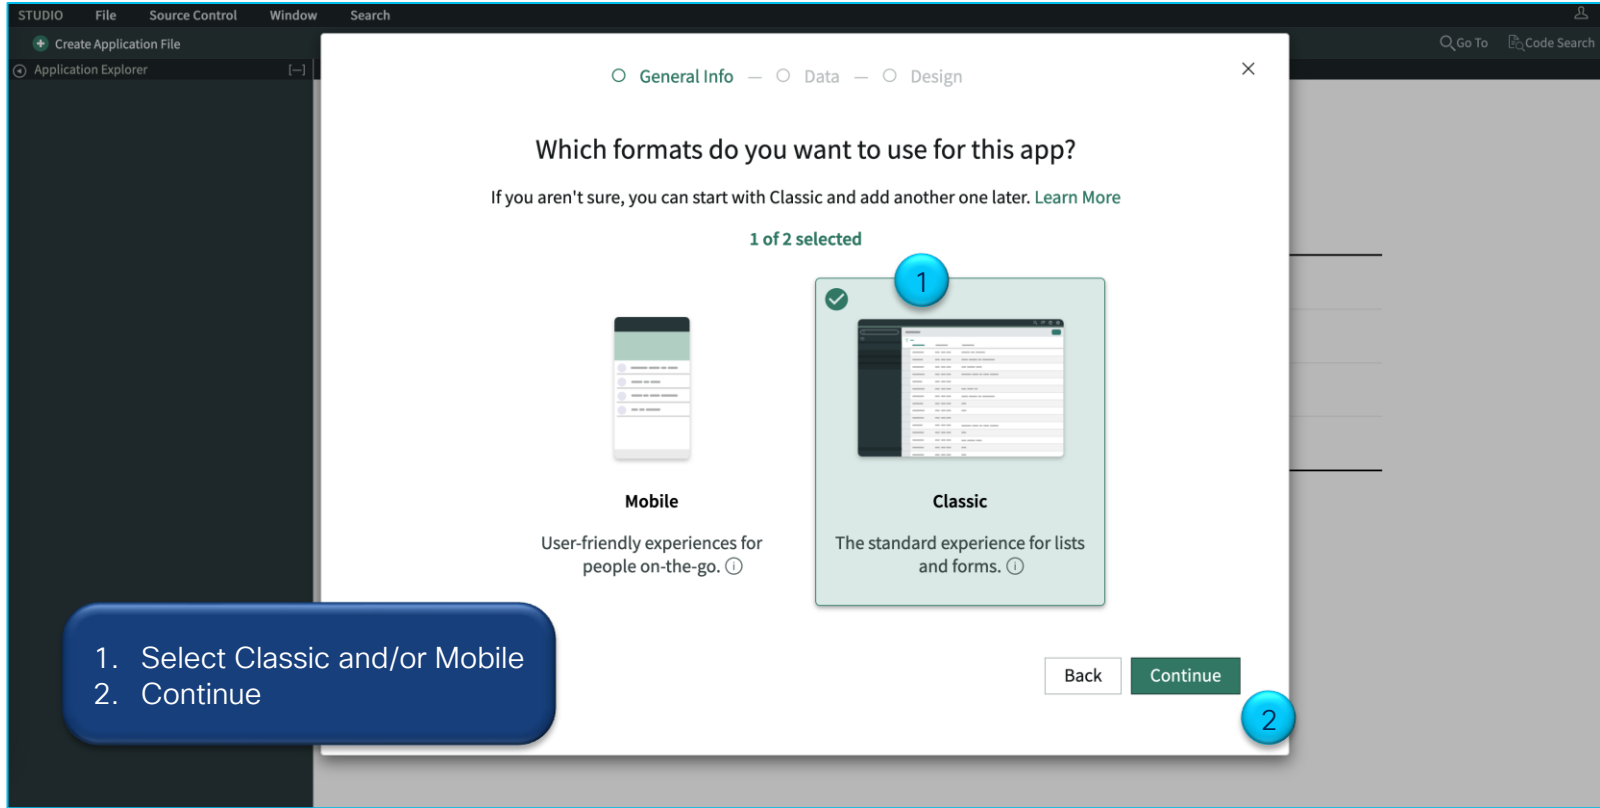 STUDIO File Source Control Window Search
Create Application File
Go To Code Search
Application Explorer [—]
General Info — Data — Design
Which formats do you want to use for this app?
If you aren't sure, you can start with Classic and add another one later. Learn More
1 of 2 selected
1
Mobile
User-friendly experiences for
people on-the-go.
Classic
The standard experience for lists
and forms.
1. Select Classic and/or Mobile
2. Continue
Back Continue
2